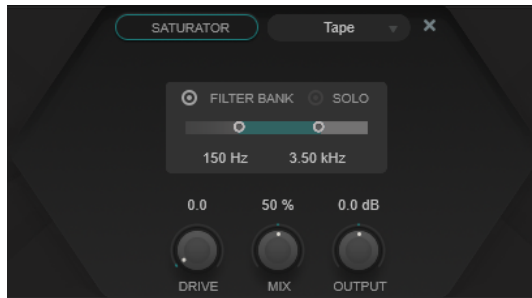 SATURATOR Tape
FILTER BANK SOLO
150 Hz 3.50 kHz
0.0 50 % 0.0 dB
DRIVE MIX OUTPUT